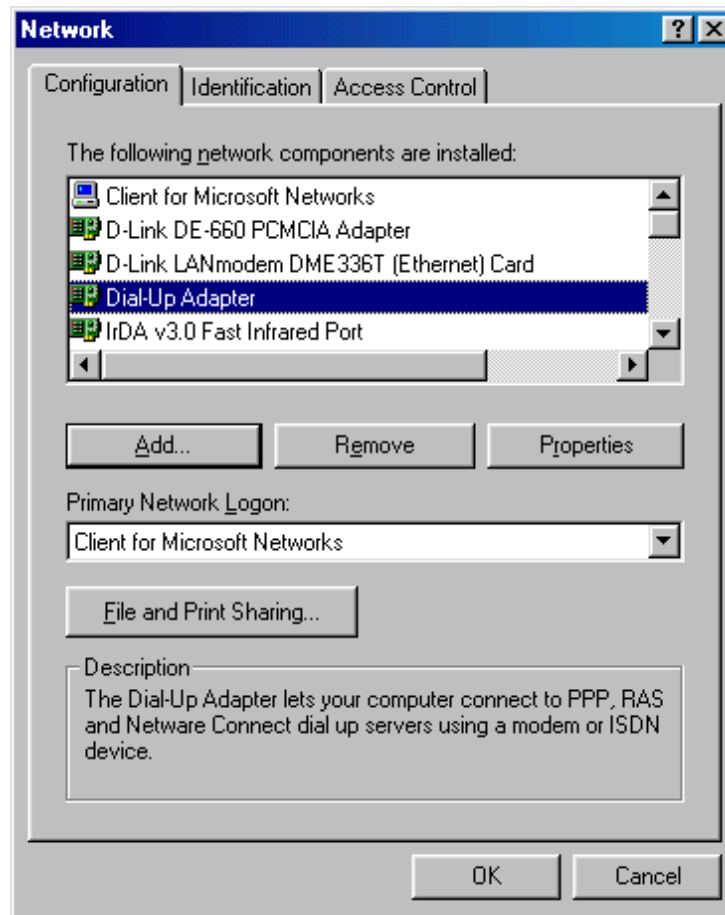 Network
Configuration Identification Access Control
The following network components are installed:
Client for Microsoft Networks
D-Link DE-660 PCMCIA Adapter
D-Link LANmodem DME336T (Ethernet) Card
Dial-Up Adapter
IrDA v3.0 Fast Infrared Port
Add... Remove Properties
Primary Network Logon:
Client for Microsoft Networks
File and Print Sharing...
Description
The Dial-Up Adapter lets your computer connect to PPP, RAS
and Netware Connect dial up servers using a modem or ISDN
device.
OK Cancel